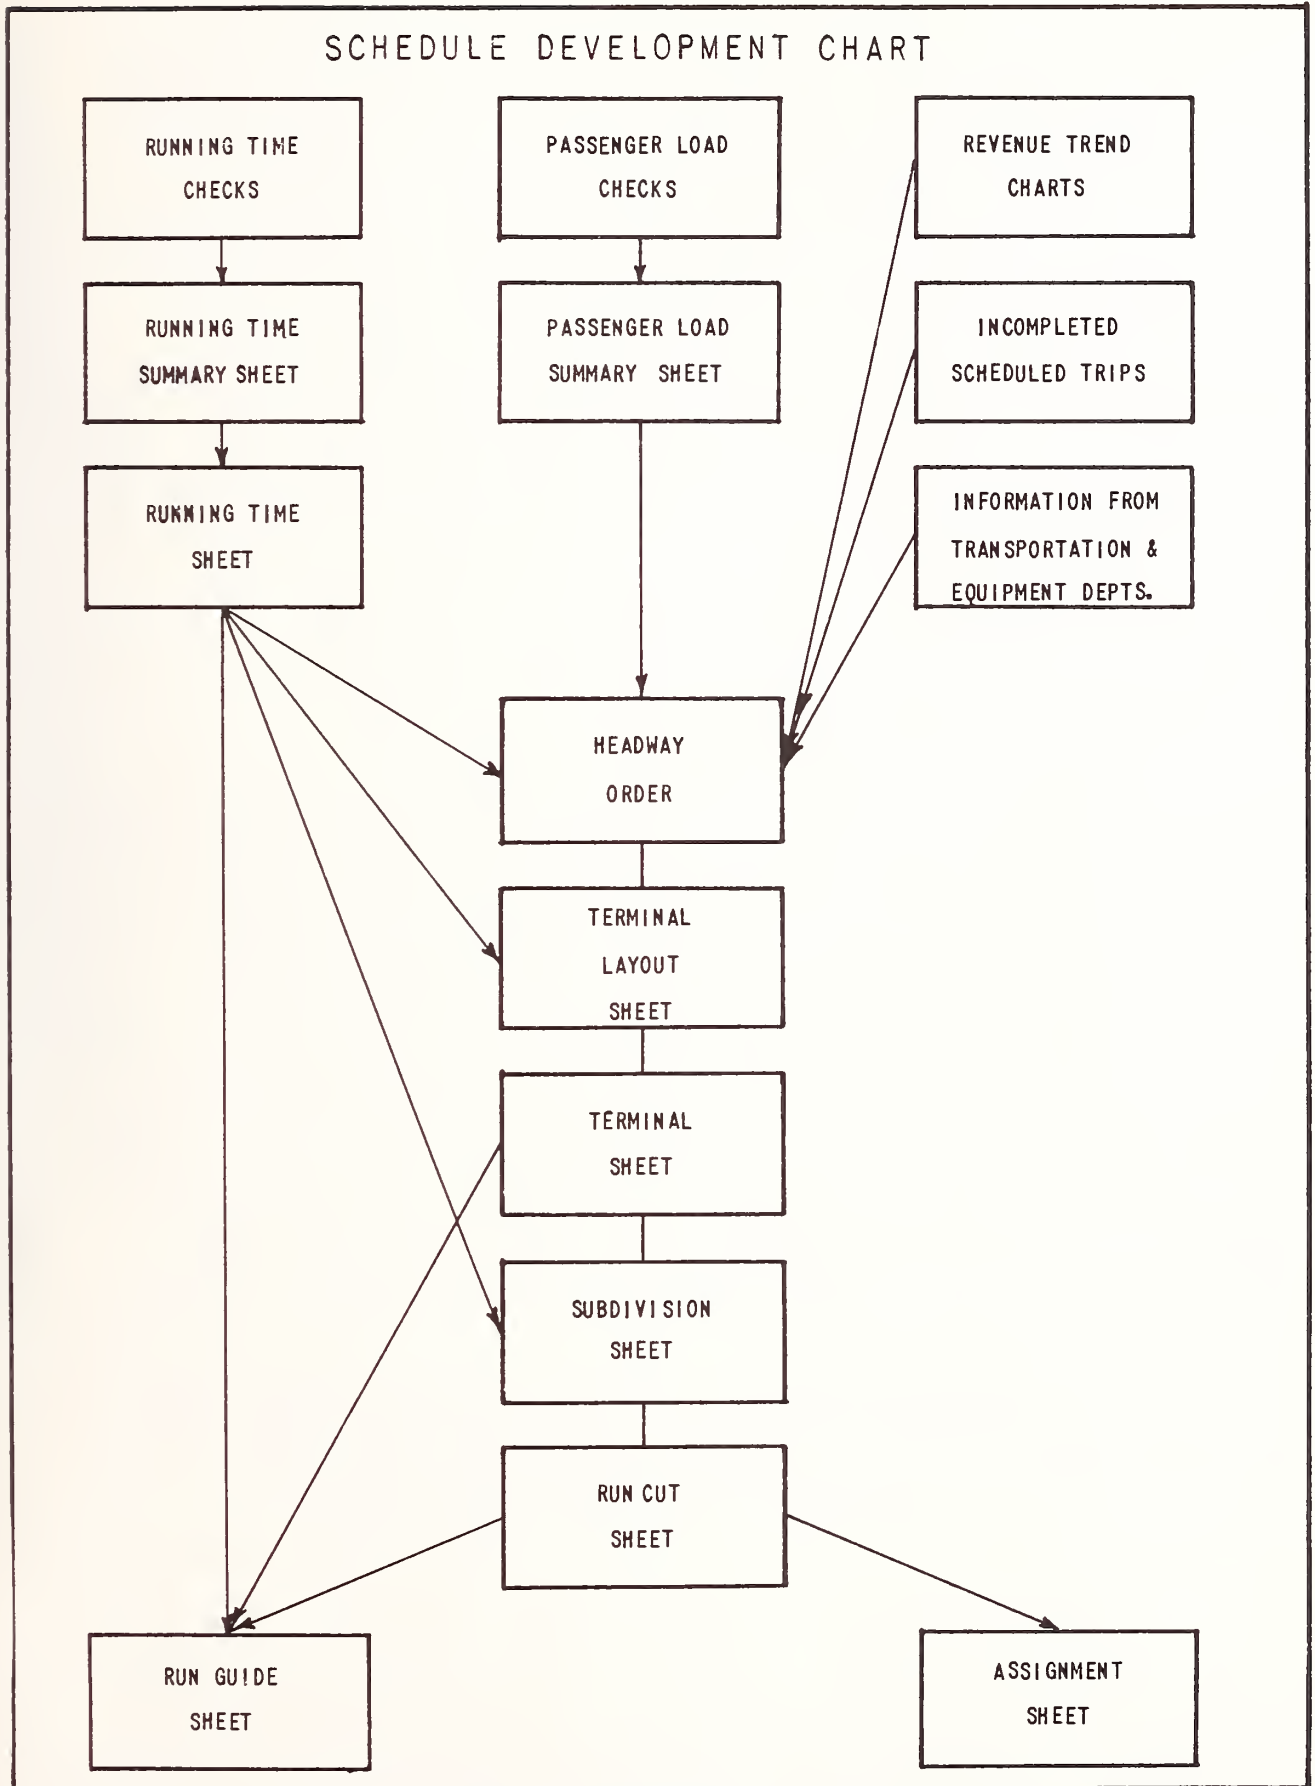 SCHEDULE DEVELOPMENT CHART
RUNNING TIME
CHECKS
PASSENGER LOAD
CHECKS
REVENUE TREND
CHARTS
RUNNING TIME
SUMMARY SHEET
PASSENGER LOAD
SUMMARY SHEET
INCOMPLETED
SCHEDULED TRIPS
RUNNING TIME
SHEET
INFORMATION FROM
TRANSPORTATION &
EQUIPMENT DEPTS.
HEADWAY
ORDER
TERMINAL
LAYOUT
SHEET
TERMINAL
SHEET
SUBDIVISION
SHEET
RUN CUT
SHEET
RUN GUIDE
SHEET
ASSIGNMENT
SHEET